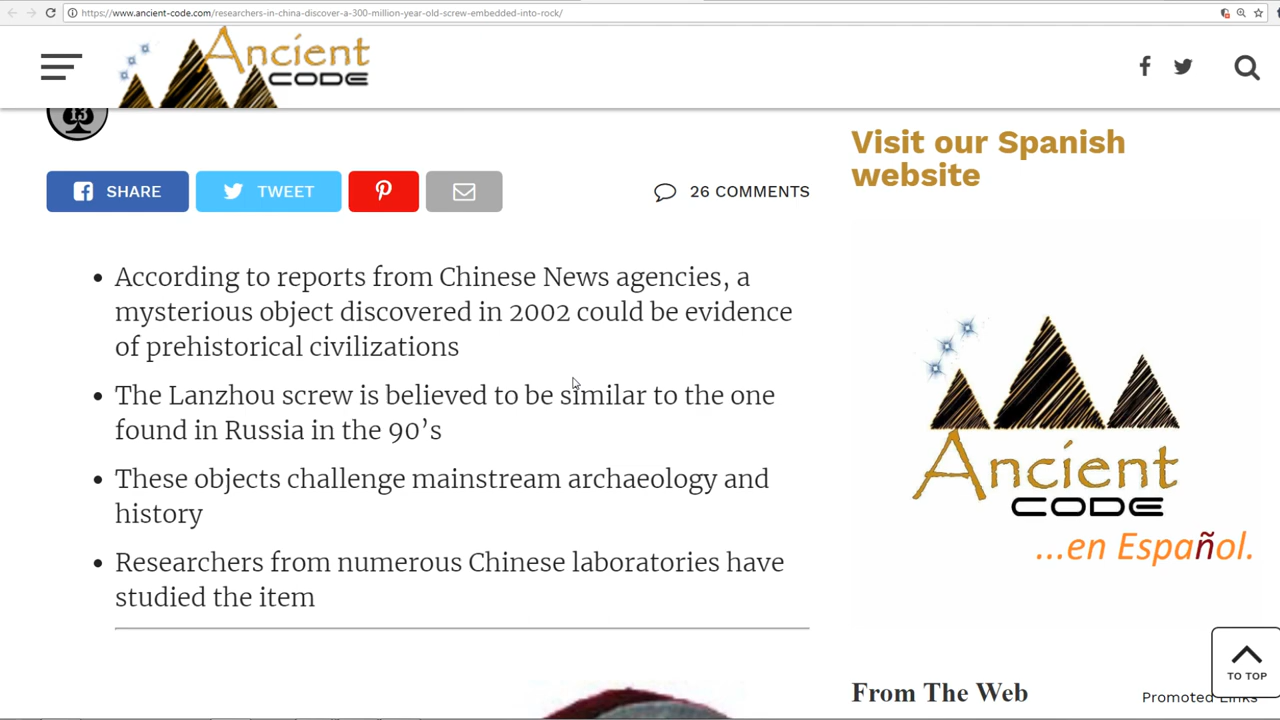 https://www.ancient-code.com/researchers-in-china-discover-a-300-million-year-old-screw-embedded-into-rock/
Ancient
CODE
13
SHARE
TWEET
26 COMMENTS
• According to reports from Chinese News agencies, a
mysterious object discovered in 2002 could be evidence
of prehistorical civilizations
• The Lanzhou screw is believed to be similar to the one
found in Russia in the 90’s
• These objects challenge mainstream archaeology and
history
• Researchers from numerous Chinese laboratories have
studied the item
Visit our Spanish
website
Ancient
CODE
...en Español.
TO TOP
From The Web
Promoted Links